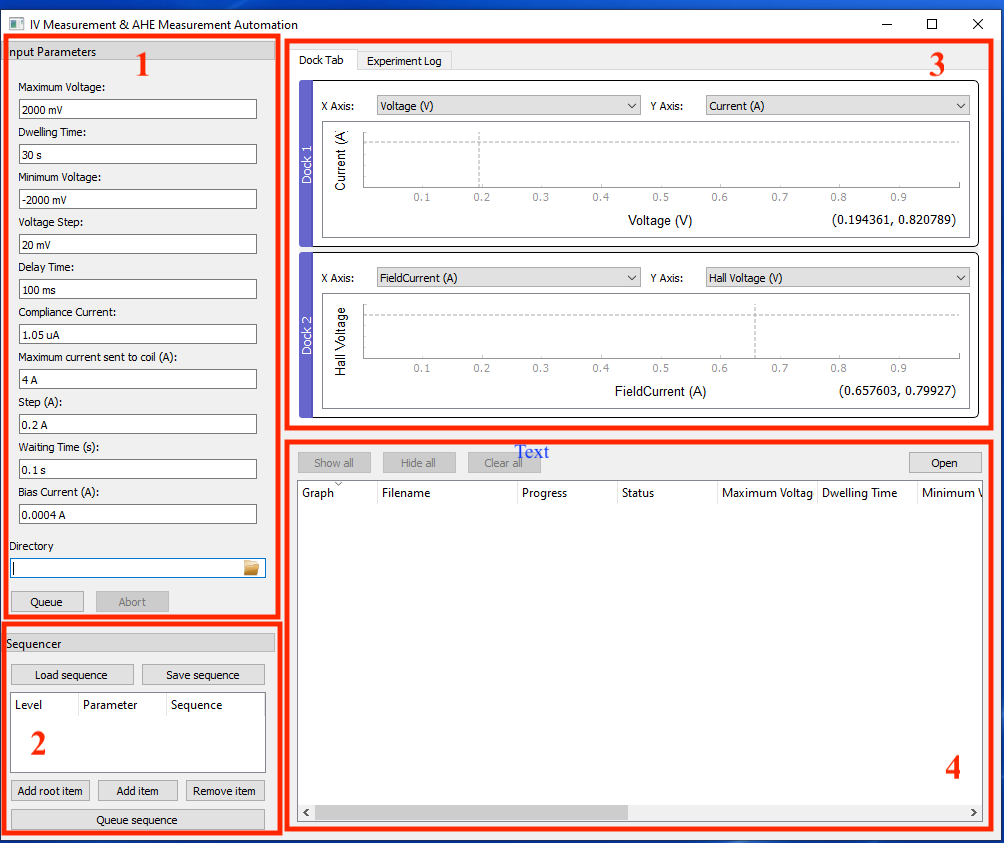 IV Measurement & AHE Measurement Automation
nput Parameters
1
Maximum Voltage:
2000 mV
Dwelling Time:
30 s
Minimum Voltage:
-2000 mV
Voltage Step:
20 mV
Delay Time:
100 ms
Compliance Current:
1.05 uA
Maximum current sent to coil (A):
4 A
Step (A):
0.2 A
Waiting Time (s):
0.1 s
Bias Current (A):
0.0004 A
Directory
Queue Abort
Sequencer
Load sequence Save sequence
Level Parameter Sequence
2
Add root item Add item Remove item
Queue sequence
Dock Tab Experiment Log
3
Dock 1
X Axis: Voltage (V) Y Axis: Current (A)
Current (A
0.1 0.2 0.3 0.4 0.5 0.6 0.7 0.8 0.9
Voltage (V) (0.194361, 0.820789)
Dock 2
X Axis: FieldCurrent (A) Y Axis: Hall Voltage (V)
Hall Voltage
0.1 0.2 0.3 0.4 0.5 0.6 0.7 0.8 0.9
FieldCurrent (A) (0.657603, 0.79927)
Text
Show all Hide all Clear all Open
Graph Filename Progress Status Maximum Voltag Dwelling Time Minimum V
4